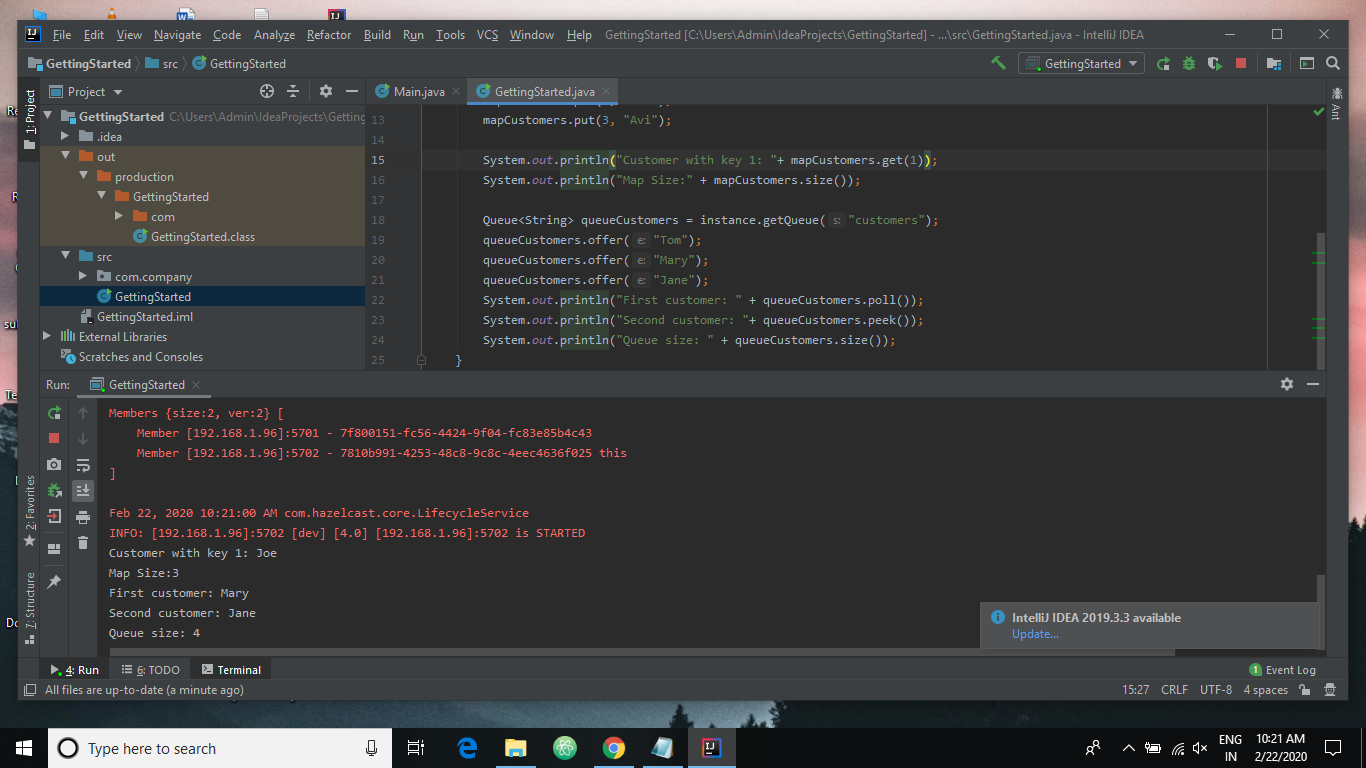 File Edit View Navigate Code Analyze Refactor Build Run Tools VCS Window Help GettingStarted [C:\Users\Admin\IdeaProjects\GettingStarted] - ...\src\GettingStarted.java - IntelliJ IDEA
GettingStarted src GettingStarted
GettingStarted
Project
Main.java GettingStarted.java
1: Project
Ant
GettingStarted C:\Users\Admin\IdeaProjects\Getting
.idea
out
production
GettingStarted
com
GettingStarted.class
src
com.company
GettingStarted
GettingStarted.iml
External Libraries
Scratches and Consoles
13 mapCustomers.put(3, "Avi");
14
15 System.out.println("Customer with key 1: "+ mapCustomers.get(1));
16 System.out.println("Map Size:" + mapCustomers.size());
17
18 Queue<String> queueCustomers = instance.getQueue( s: "customers");
19 queueCustomers.offer( e: "Tom");
20 queueCustomers.offer( e: "Mary");
21 queueCustomers.offer( e: "Jane");
22 System.out.println("First customer: " + queueCustomers.poll());
23 System.out.println("Second customer: "+ queueCustomers.peek());
24 System.out.println("Queue size: " + queueCustomers.size());
25 }
Run: GettingStarted
Members {size:2, ver:2} [
Member [192.168.1.96]:5701 - 7f800151-fc56-4424-9f04-fc83e85b4c43
Member [192.168.1.96]:5702 - 7810b991-4253-48c8-9c8c-4eec4636f025 this
]
Feb 22, 2020 10:21:00 AM com.hazelcast.core.LifecycleService
INFO: [192.168.1.96]:5702 [dev] [4.0] [192.168.1.96]:5702 is STARTED
Customer with key 1: Joe
Map Size:3
First customer: Mary
Second customer: Jane
Queue size: 4
2: Favorites
7: Structure
IntelliJ IDEA 2019.3.3 available
Update...
4: Run 6: TODO Terminal 1 Event Log
All files are up-to-date (a minute ago) 15:27 CRLF UTF-8 4 spaces
Type here to search
ENG
IN
10:21 AM
2/22/2020